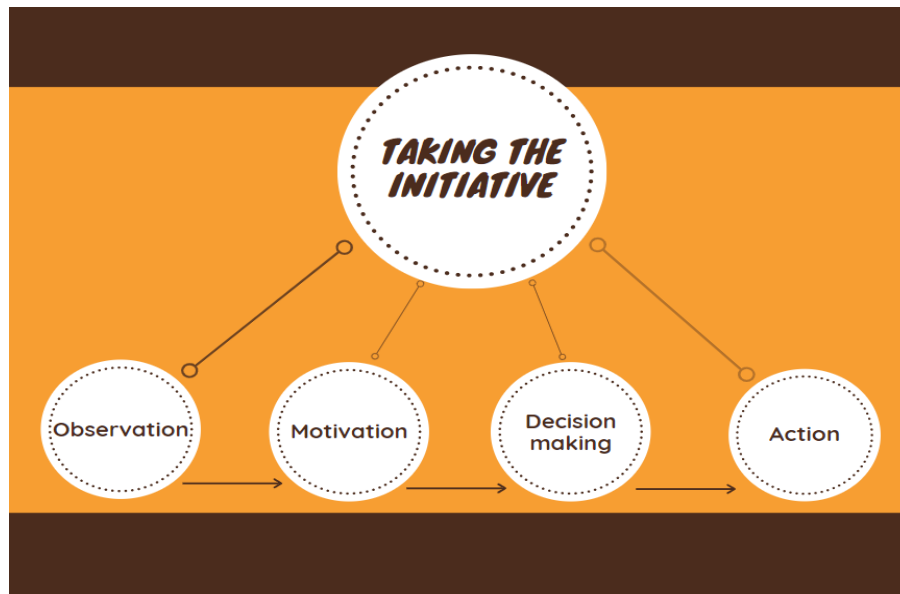 TAKING THE
INITIATIVE
Observation
Motivation
Decision
making
Action